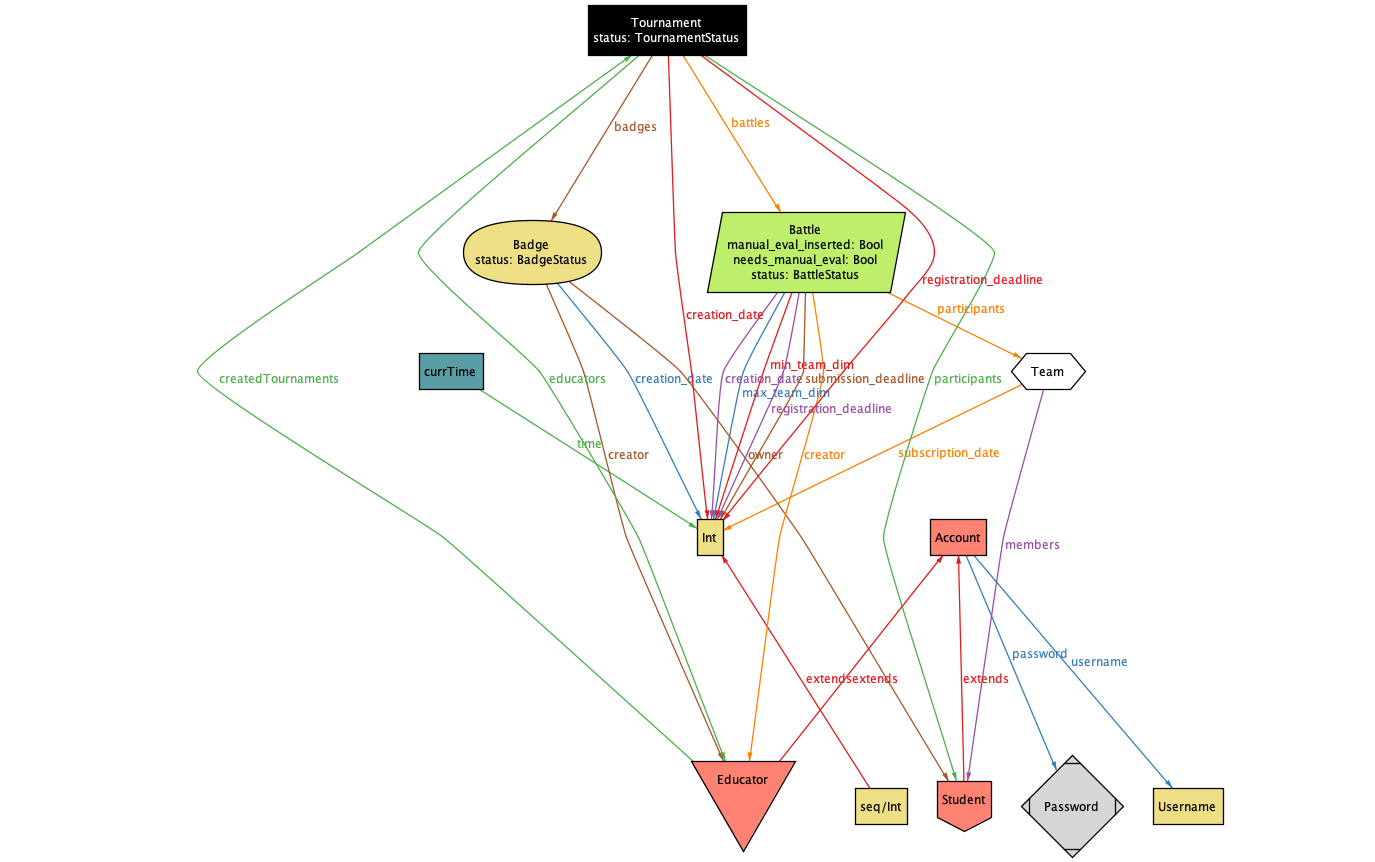 Tournament
status: TournamentStatus
badges
battles
Badge
status: BadgeStatus
Battle
manual_eval_inserted: Bool
needs_manual_eval: Bool
status: BattleStatus
registration_deadline
participants
creation_date
min_team_dim
currTime
Team
createdTournaments
educators
creation_date
creation_date
submission_deadline
participants
max_team_dim
registration_deadline
time
creator
owner
creator
subscription_date
Int
Account
members
password
username
extends
extends
extends
Educator
seq/Int
Student
Password
Username